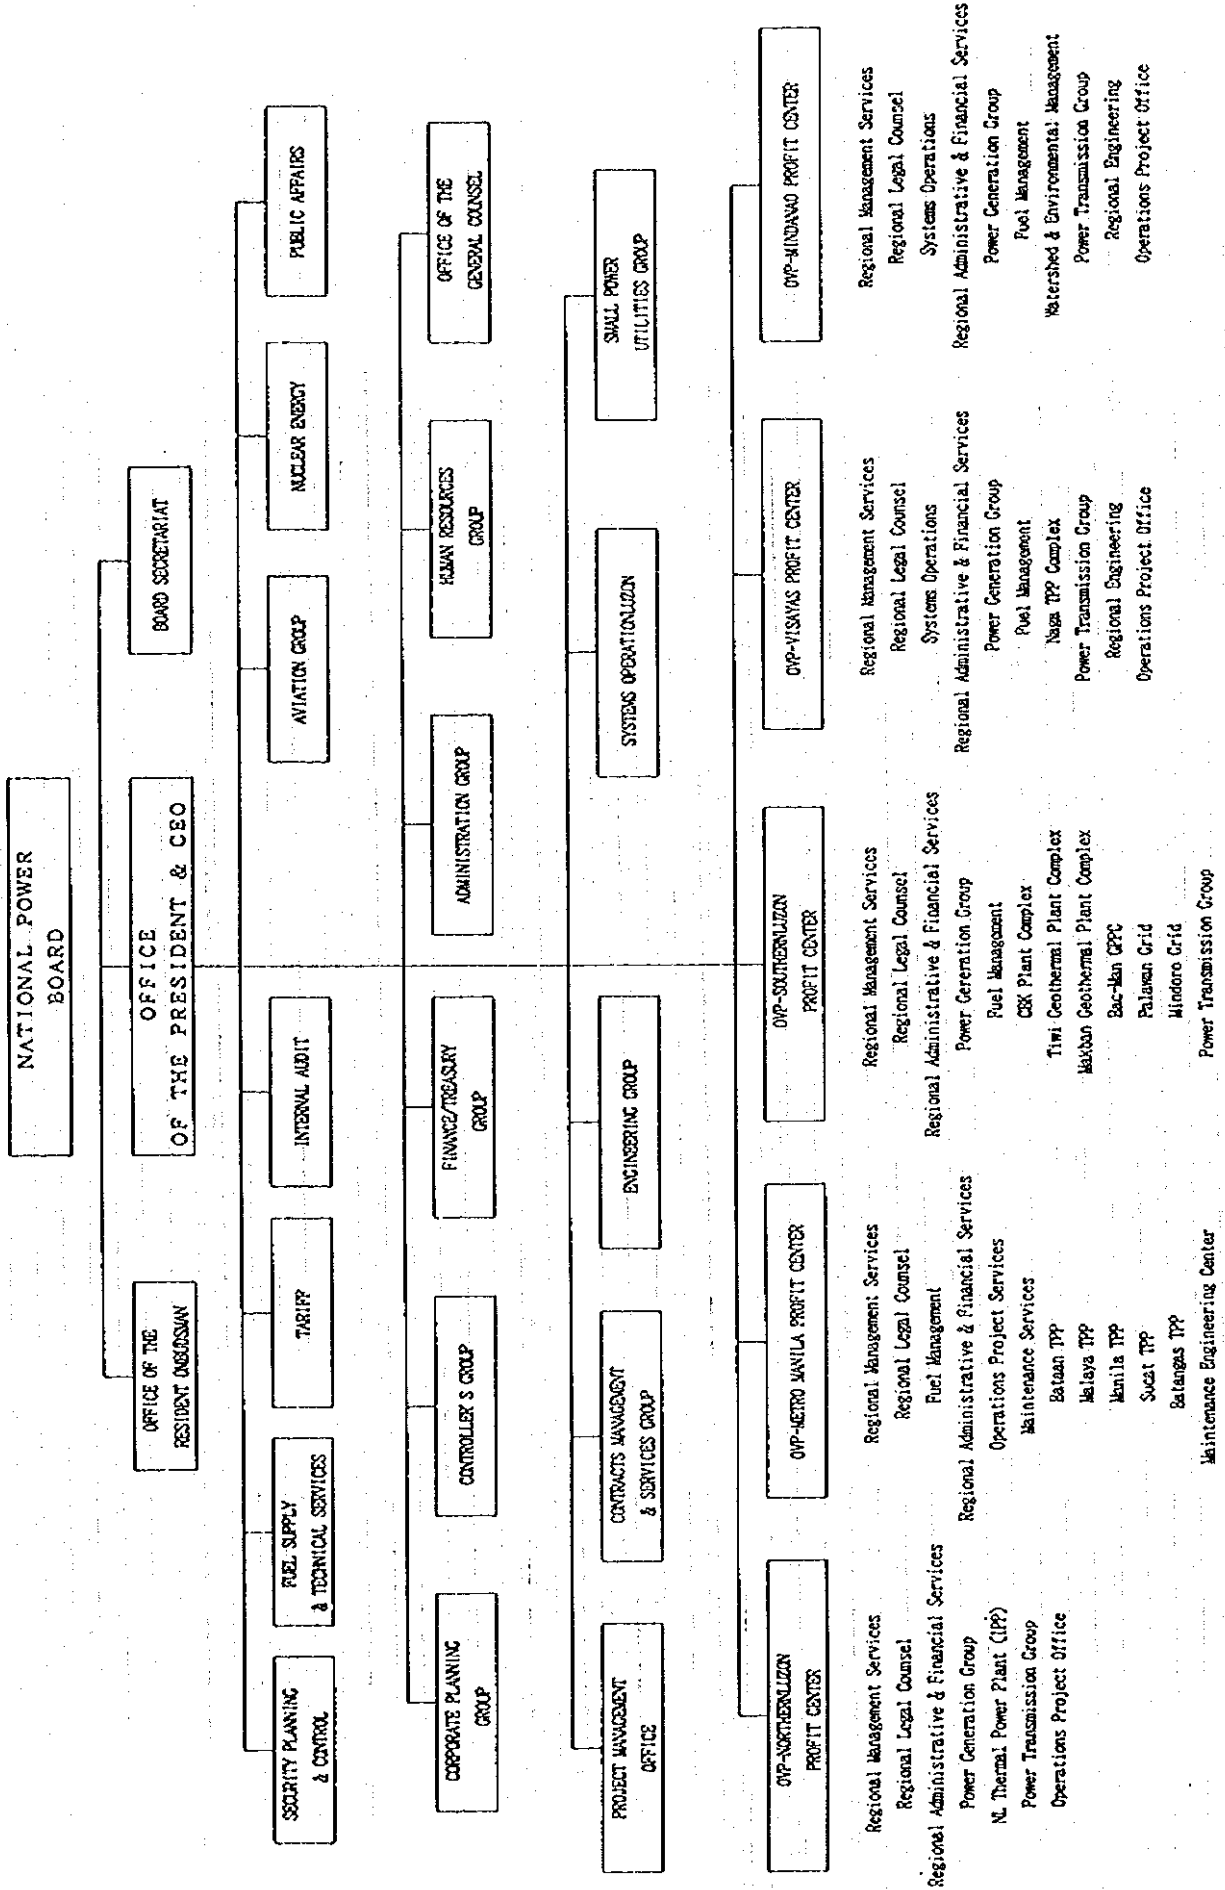 NATIONAL POWER
BOARD
OFFICE OF THE
RESIDENT OMBUDSMAN
OFFICE
OF THE PRESIDENT & CEO
BOARD SECRETARIAT
SECURITY PLANNING
& CONTROL
FUEL SUPPLY
& TECHNICAL SERVICES
TARIFF
INTERNAL AUDIT
AVIATION GROUP
NUCLEAR ENERGY
PUBLIC AFFAIRS
CORPORATE PLANNING
GROUP
CONTROLLER S GROUP
FINANCE/TREASURY
GROUP
ADMINISTRATION GROUP
HUMAN RESOURCES
GROUP
OFFICE OF THE
GENERAL COUNSEL
PROJECT MANAGEMENT
OFFICE
CONTRACTS MANAGEMENT
& SERVICES GROUP
ENGINEERING GROUP
SYSTEMS OPERATIONLUZON
SMALL POWER
UTILITIES GROUP
OVP-NORTHERNLUZON
PROFIT CENTER
Regional Management Services
Regional Legal Counsel
Regional Administrative & Financial Services
Power Generation Group
NL Thermal Power Plant (IPP)
Power Transmission Group
Operations Project Office
OVP-METRO MANILA PROFIT CENTER
Regional Management Services
Regional Legal Counsel
Fuel Management
Regional Administrative & Financial Services
Operations Project Services
Maintenance Services
Bataan TPP
Malaya TPP
Manila TPP
Sucat TPP
Batangas TPP
Maintenance Engineering Center
OVP-SOUTHERNLUZON
PROFIT CENTER
Regional Management Services
Regional Legal Counsel
Regional Administrative & Financial Services
Power Gereration Group
Fuel Management
CBK Plant Complex
Tiwi Geothermal Plant Complex
Makban Geothermal Plant Complex
Bac-Man GPPC
Palawan Grid
Mindoro Grid
Power Transmission Group
OVP-VISAYAS PROFIT CENTER
Regional Management Services
Regional Legal Counsel
Systems Operations
Regional Administrative & Financial Services
Power Generation Group
Fuel Management
Naga TPP Complex
Power Transmission Group
Regional Engineering
Operations Project Office
OVP-MINDANAO PROFIT CENTER
Regional Management Services
Regional Legal Counsel
Systems Operations
Regional Administrative & Financial Services
Power Generation Group
Fuel Management
Watershed & Environmental Management
Power Transmission Group
Regional Engineering
Operations Project Office